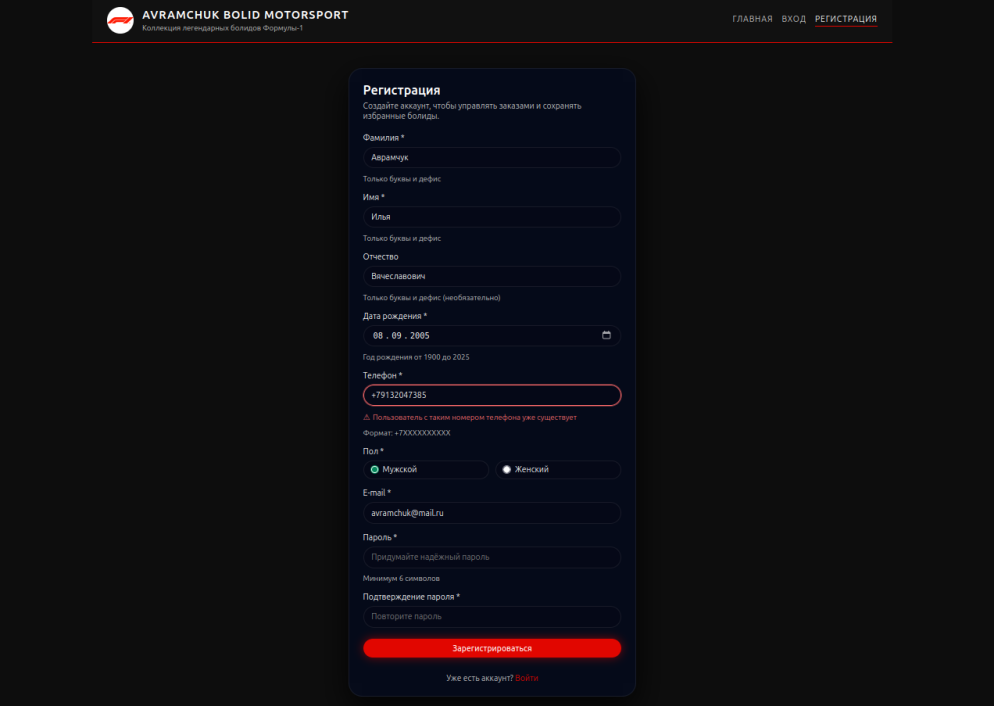 AVRAMCHUK BOLID MOTORSPORT
Коллекция легендарных болидов Формулы-1
ГЛАВНАЯ ВХОД РЕГИСТРАЦИЯ
Регистрация
Создайте аккаунт, чтобы управлять заказами и сохранять
избранные болиды.
Фамилия *
Аврамчук
Только буквы и дефис
Имя *
Илья
Только буквы и дефис
Отчество
Вячеславович
Только буквы и дефис (необязательно)
Дата рождения *
08.09.2005
Год рождения от 1900 до 2025
Телефон *
+79132047385
⚠ Пользователь с таким номером телефона уже существует
Формат: +7XXXXXXXXXX
Пол *
Мужской Женский
E-mail *
avramchuk@mail.ru
Пароль *
Придумайте надёжный пароль
Минимум 6 символов
Подтверждение пароля *
Повторите пароль
Зарегистрироваться
Уже есть аккаунт? Войти